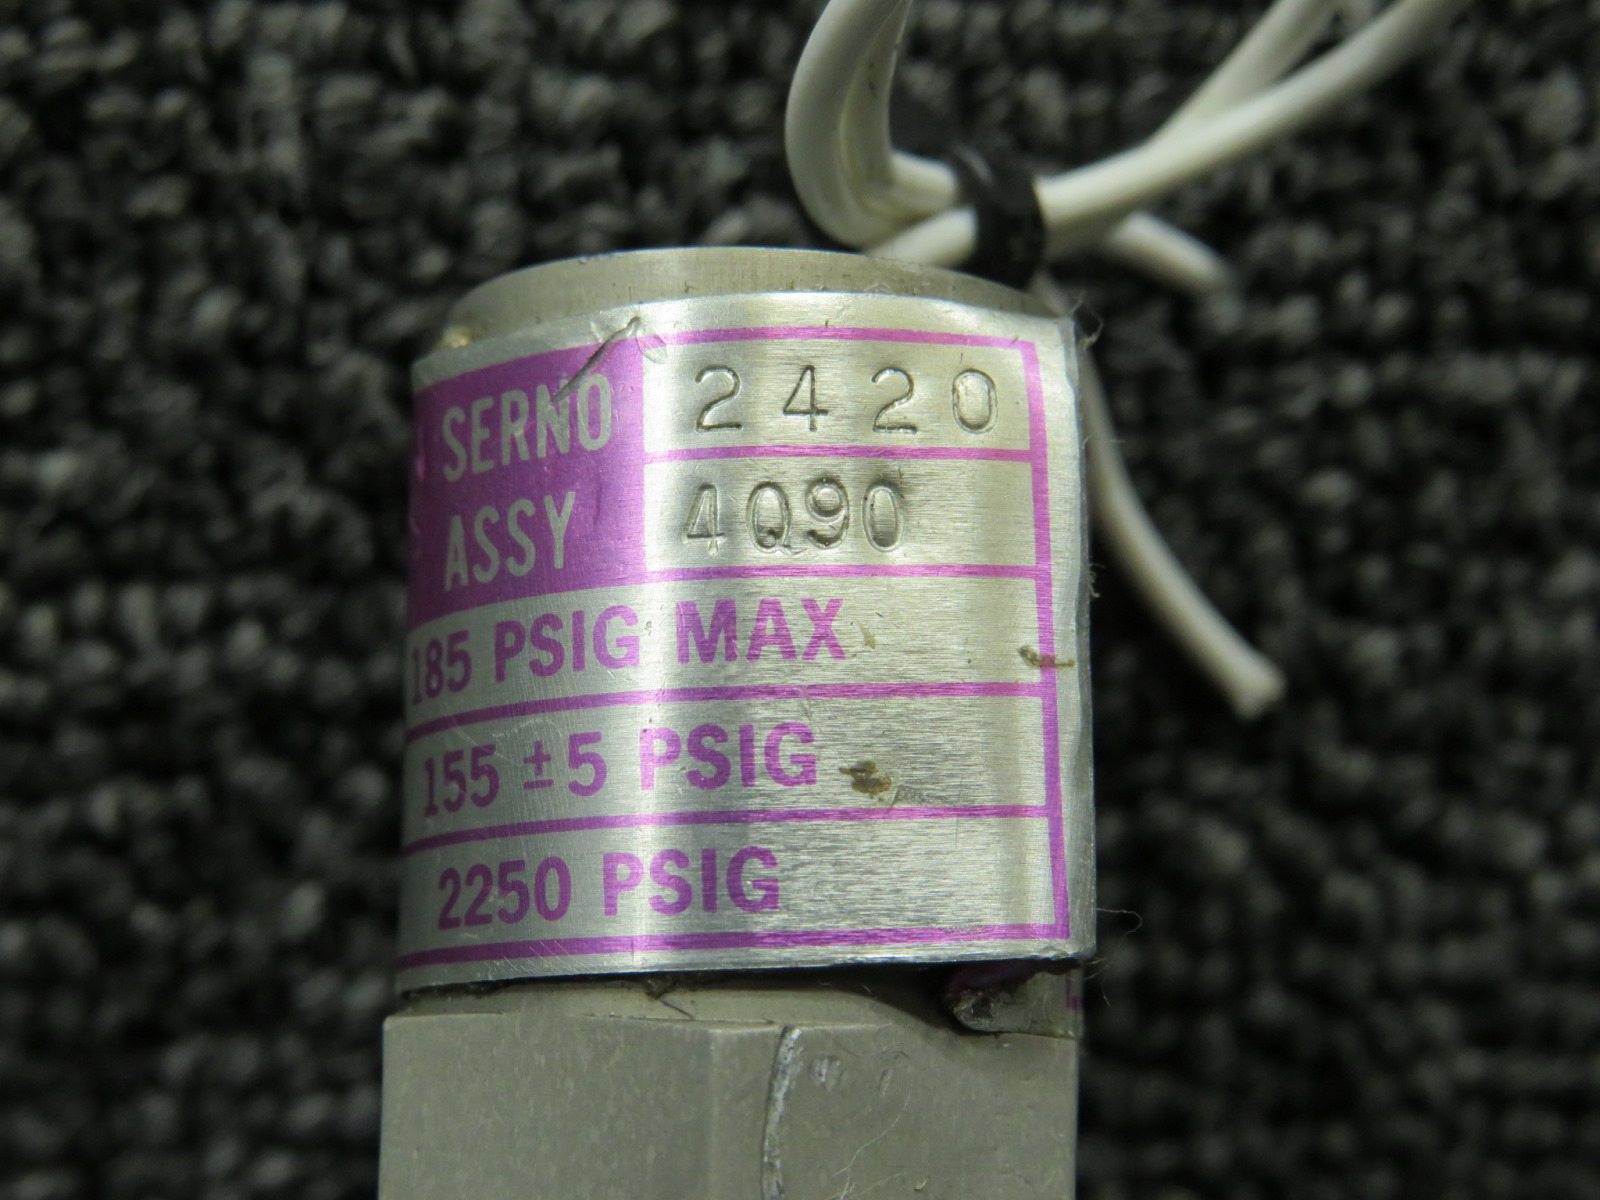 SERNO 2420
ASSY 4Q90
185 PSIG MAX
155 ±5 PSIG
2250 PSIG